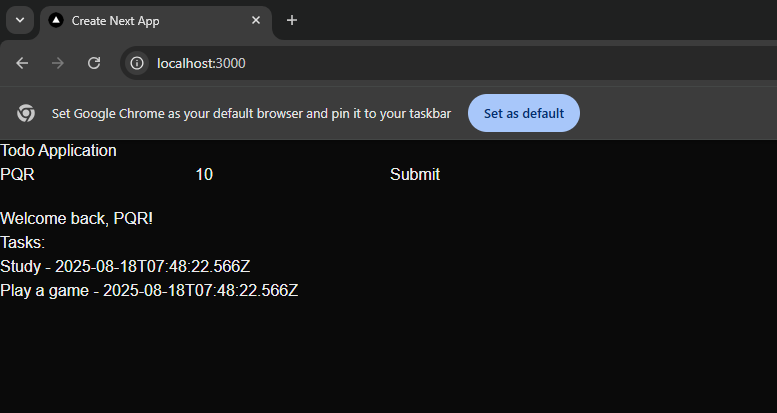 Create Next App
localhost:3000
Set Google Chrome as your default browser and pin it to your taskbar Set as default
Todo Application
PQR 10 Submit
Welcome back, PQR!
Tasks:
Study - 2025-08-18T07:48:22.566Z
Play a game - 2025-08-18T07:48:22.566Z